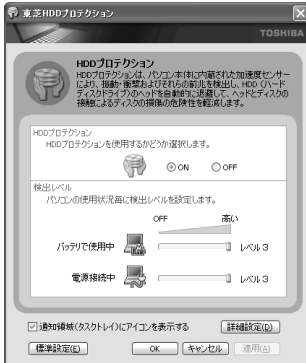 東芝HDDプロテクション
TOSHIBA
HDDプロテクション
HDDプロテクションは、パソコン本体に内蔵された加速度センサー
により、振動・衝撃およびそれらの前兆を検出し、HDD（ハード
ディスクドライブ）のヘッドを自動的に退避して、ヘッドとディスクの
接触によるディスクの損傷の危険性を軽減します。
HDDプロテクション
HDDプロテクションを使用するかどうか選択します。
ON OFF
検出レベル
パソコンの使用状況毎に検出レベルを設定します。
OFF 高い
バッテリで使用中 レベル 3
電源接続中 レベル 3
通知領域(タスクトレイ)にアイコンを表示する 詳細設定(D)
標準設定(E) OK キャンセル 適用(A)